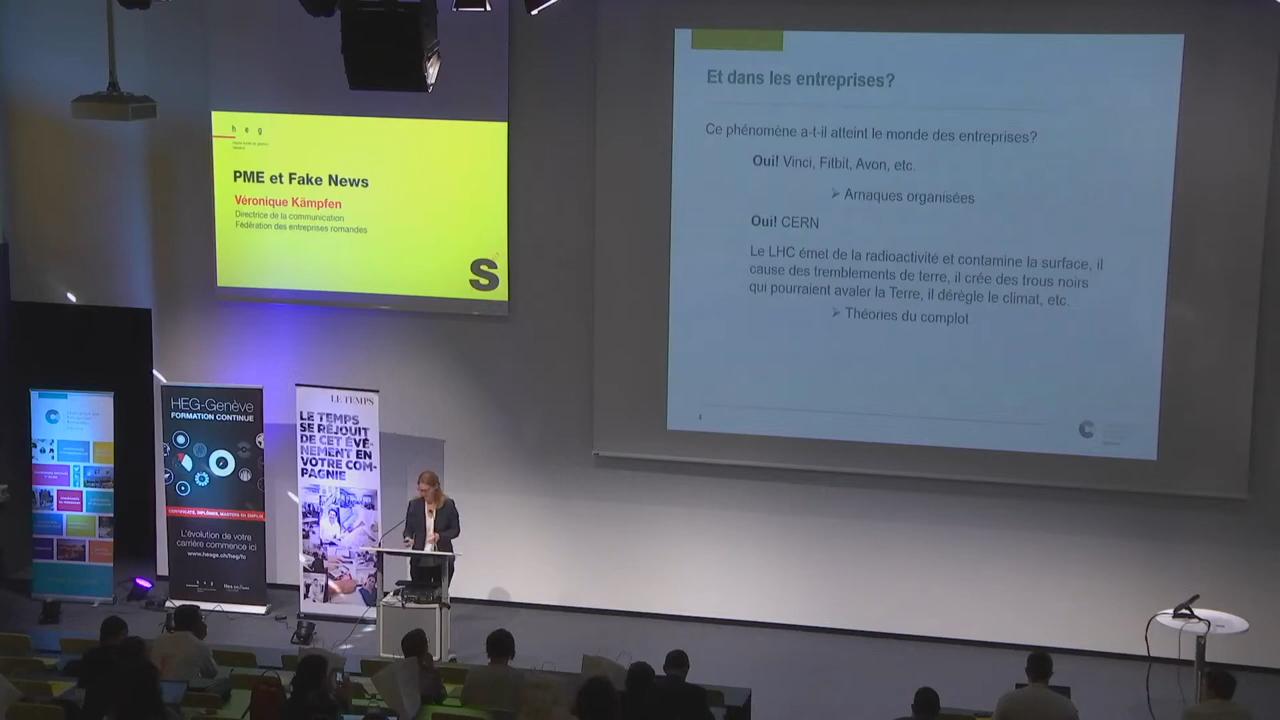 h e g
PME et Fake News
Véronique Kämpfen
Directrice de la communication
Fédération des entreprises romandes
S
Et dans les entreprises?
Ce phénomène a-t-il atteint le monde des entreprises?
Oui! Vinci, Fitbit, Avon, etc.
➢ Arnaques organisées
Oui! CERN
Le LHC émet de la radioactivité et contamine la surface, il
cause des tremblements de terre, il crée des trous noirs
qui pourraient avaler la Terre, il dérègle le climat, etc.
➢ Théories du complot
HEG-Genève
FORMATION CONTINUE
CERTIFICATS, DIPLÔMES, MASTERS EN EMPLOI
L'évolution de votre
carrière commence ici
www.hesge.ch/heg/fc
LE TEMPS
LE TEMPS
SE RÉJOUIT
DE CET ÉVÉ-
NEMENT EN
VOTRE COM-
PAGNIE